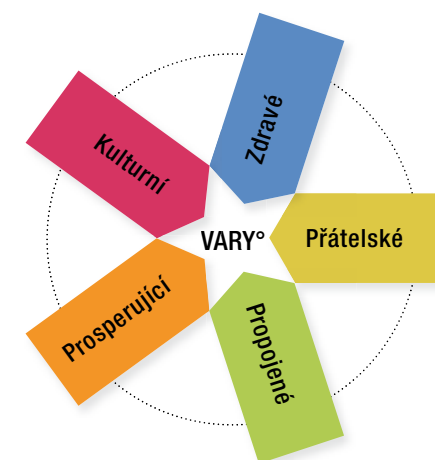 Zdravé
Kulturní
VARY°
Přátelské
Prosperující
Propojené